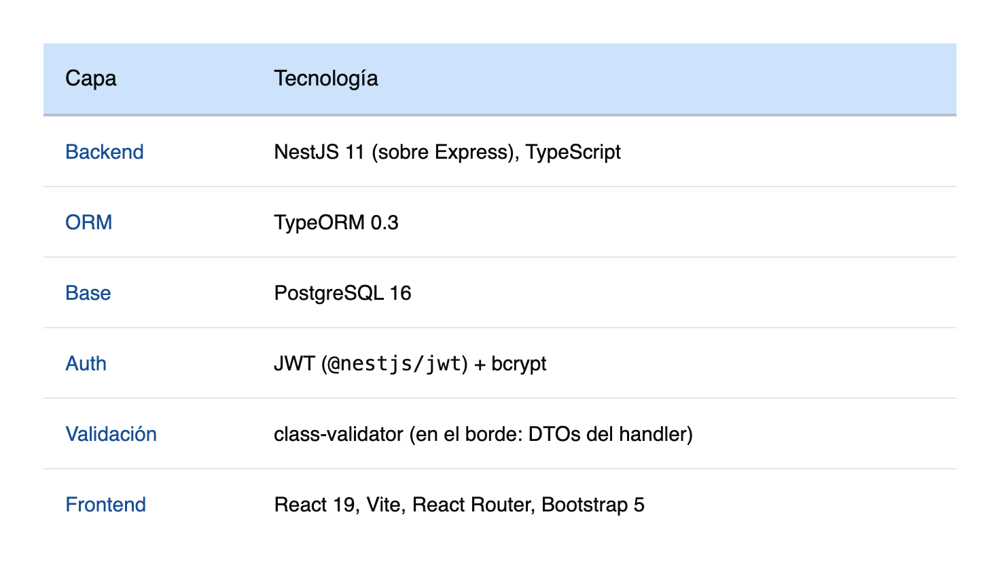 Capa Tecnología
Backend NestJS 11 (sobre Express), TypeScript
ORM TypeORM 0.3
Base PostgreSQL 16
Auth JWT (@nestjs/jwt) + bcrypt
Validación class-validator (en el borde: DTOs del handler)
Frontend React 19, Vite, React Router, Bootstrap 5